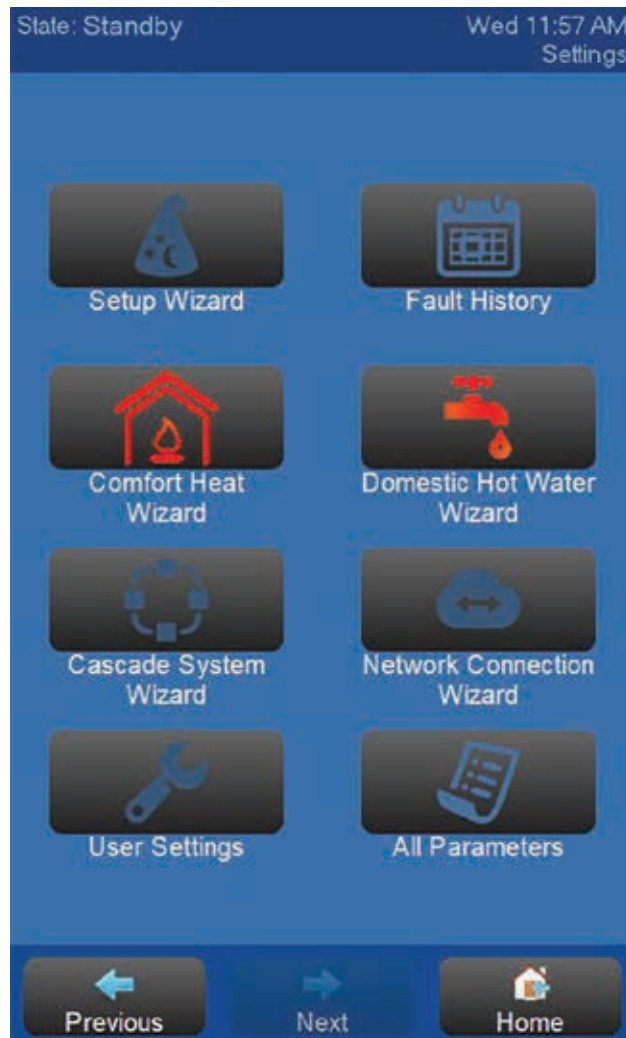 State: Standby
Wed 11:57 AM
Settings
Setup Wizard
Fault History
Comfort Heat
Wizard
Domestic Hot Water
Wizard
Cascade System
Wizard
Network Connection
Wizard
User Settings
All Parameters
Previous
Next
Home